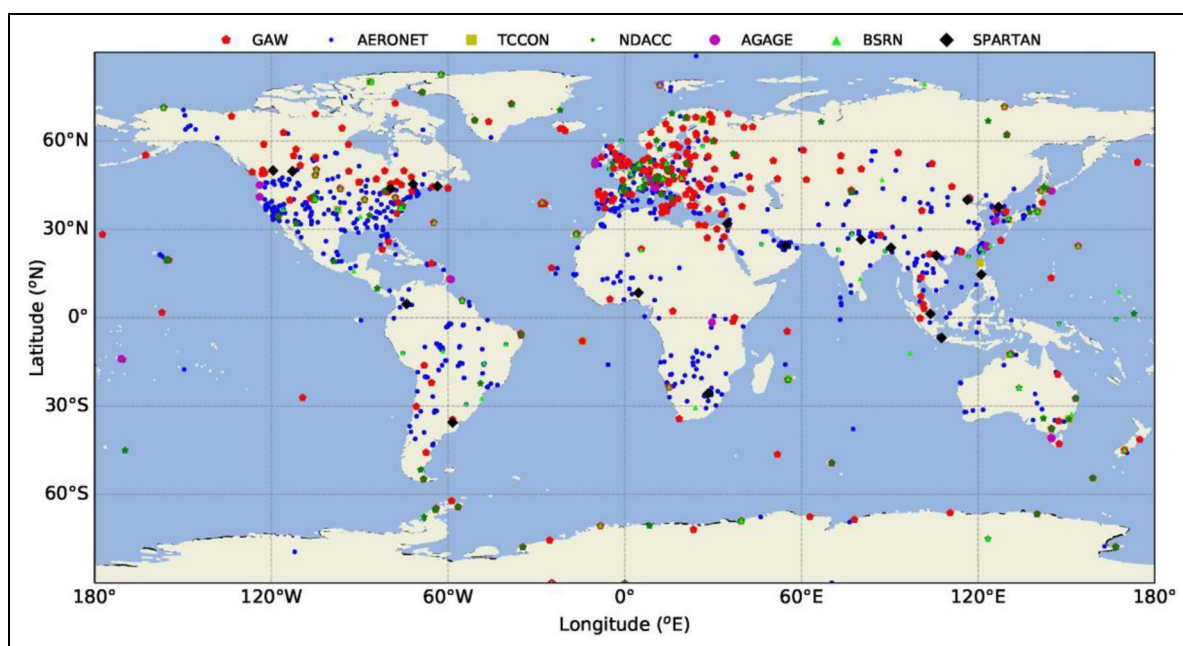 GAW AERONET TCCON NDACC AGAGE BSRN SPARTAN
60°N
30°N
0°
30°S
60°S
Latitude (°N)
180° 120°W 60°W 0° 60°E 120°E 180°
Longitude (°E)